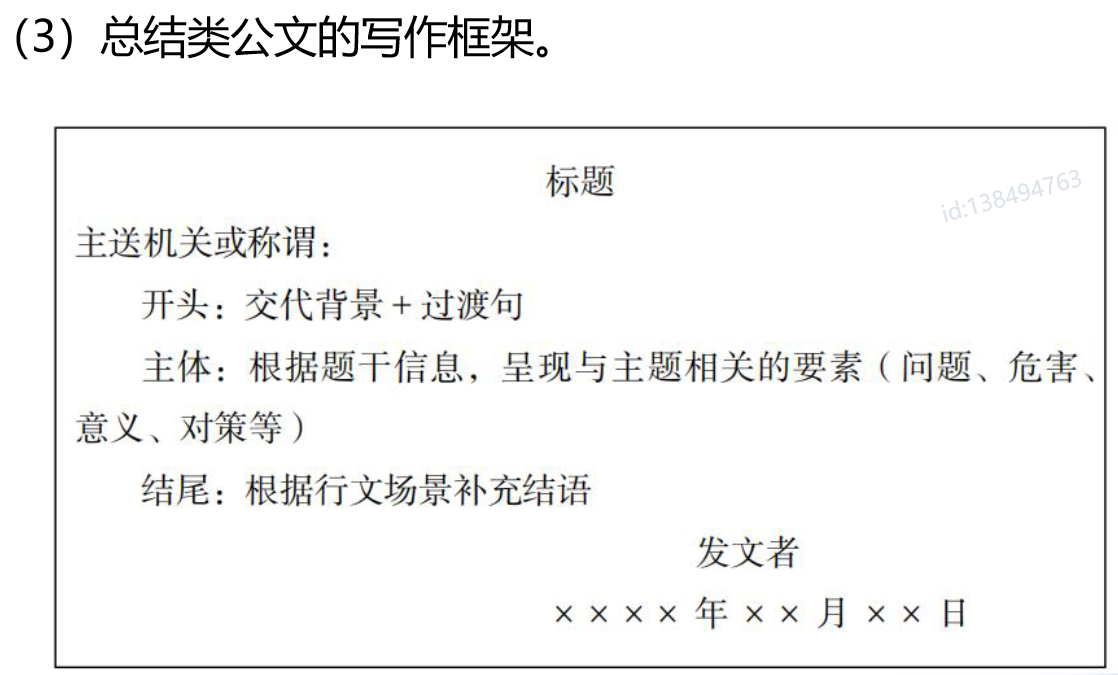 （3）总结类公文的写作框架。
标题
id:138494763
主送机关或称谓：
开头：交代背景＋过渡句
主体：根据题干信息，呈现与主题相关的要素（问题、危害、
意义、对策等）
结尾：根据行文场景补充结语
发文者
××××年××月××日